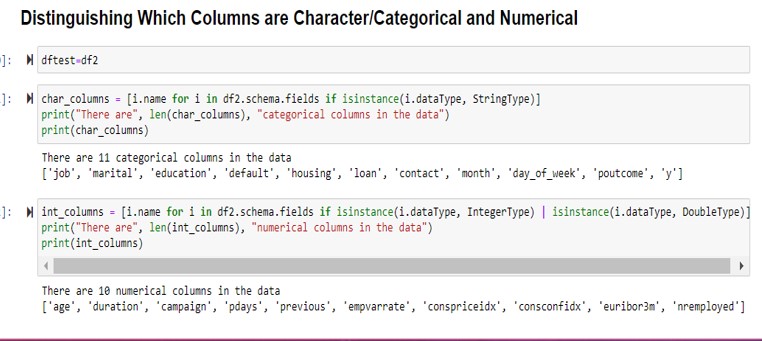 Distinguishing Which Columns are Character/Categorical and Numerical
]: dftest=df2
]: char_columns = [i.name for i in df2.schema.fields if isinstance(i.dataType, StringType)]
print("There are", len(char_columns), "categorical columns in the data")
print(char_columns)
There are 11 categorical columns in the data
['job', 'marital', 'education', 'default', 'housing', 'loan', 'contact', 'month', 'day_of_week', 'poutcome', 'y']
]: int_columns = [i.name for i in df2.schema.fields if isinstance(i.dataType, IntegerType) | isinstance(i.dataType, DoubleType)]
print("There are", len(int_columns), "numerical columns in the data")
print(int_columns)
There are 10 numerical columns in the data
['age', 'duration', 'campaign', 'pdays', 'previous', 'empvarrate', 'conspriceidx', 'consconfidx', 'euribor3m', 'nremployed']